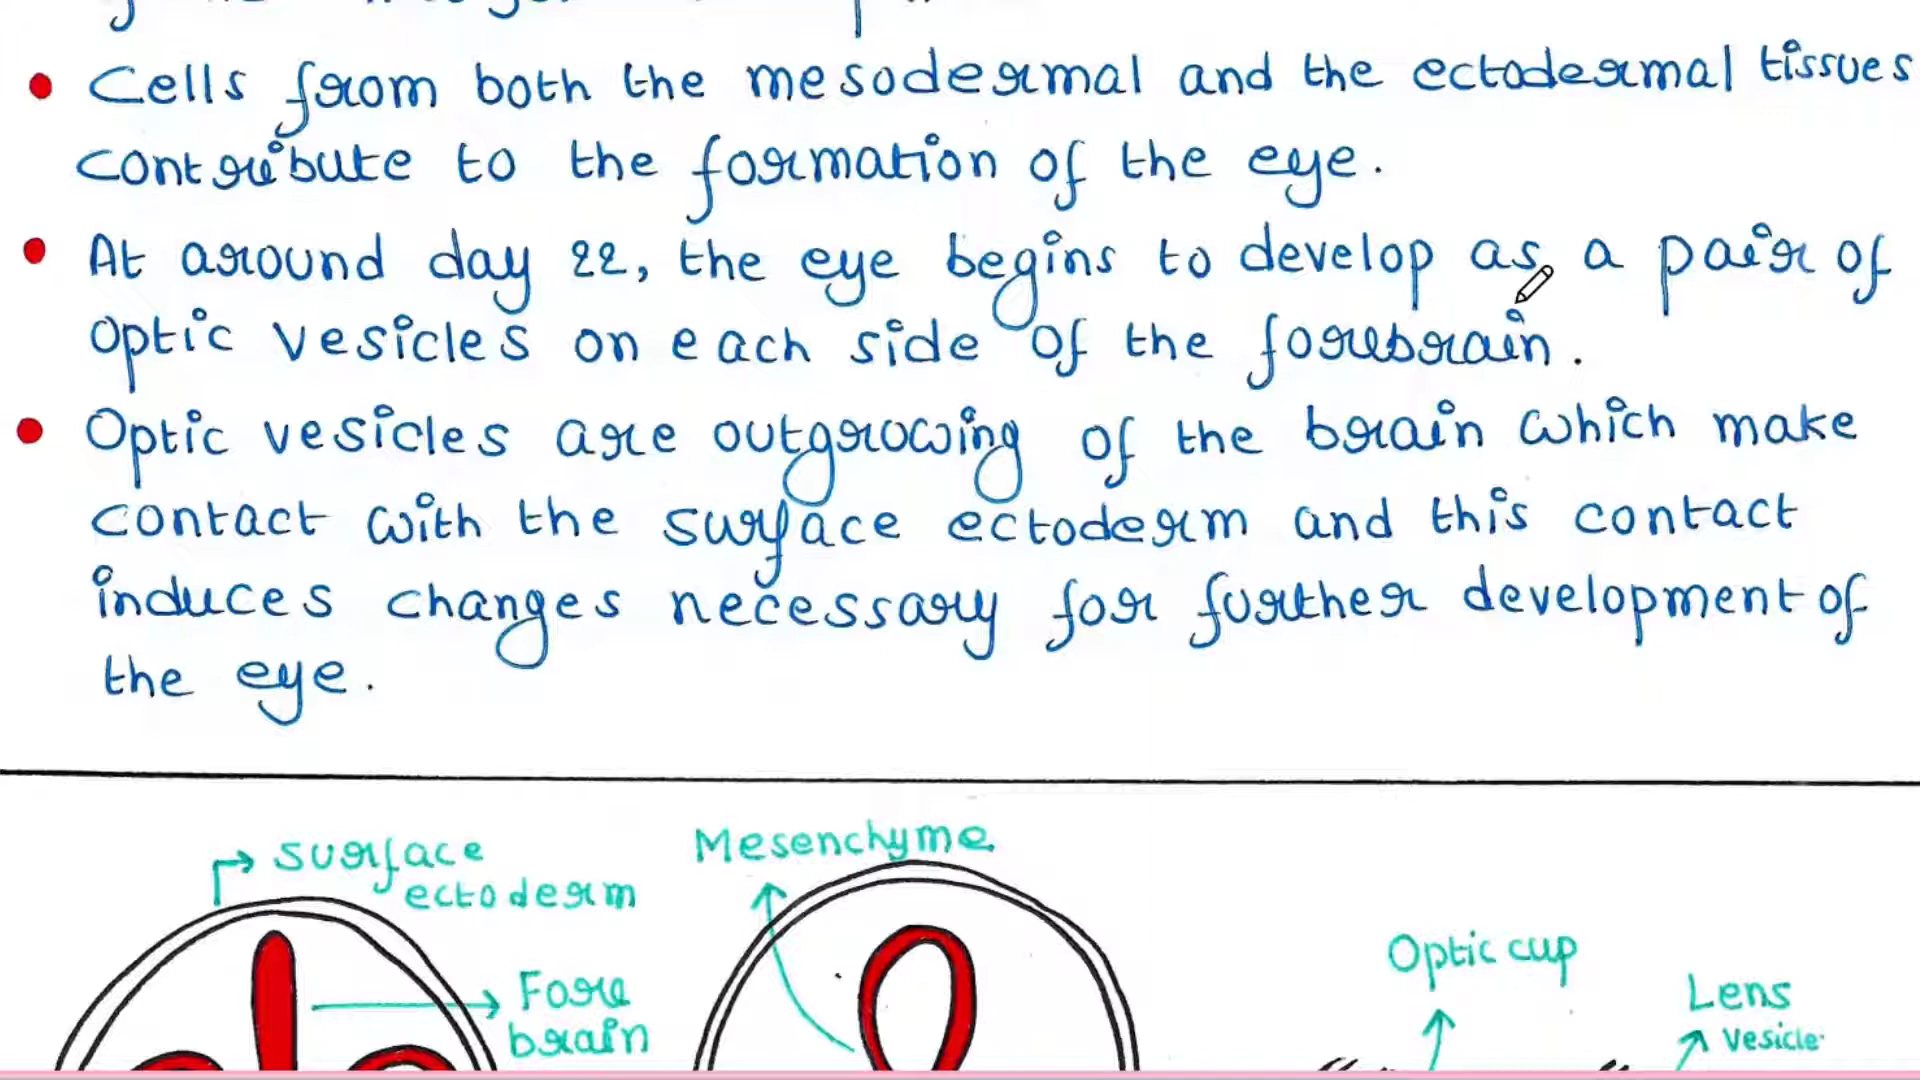 • Cells from both the mesodermal and the ectodermal tissues
contribute to the formation of the eye.
• At around day 22, the eye begins to develop as a pair of
optic vesicles on each side of the forebrain.
• Optic vesicles are outgrowing of the brain which make
contact with the surface ectoderm and this contact
induces changes necessary for further development of
the eye.
Surface
ectoderm
Fore
brain
Mesenchyme
Optic cup
Lens
vesicle